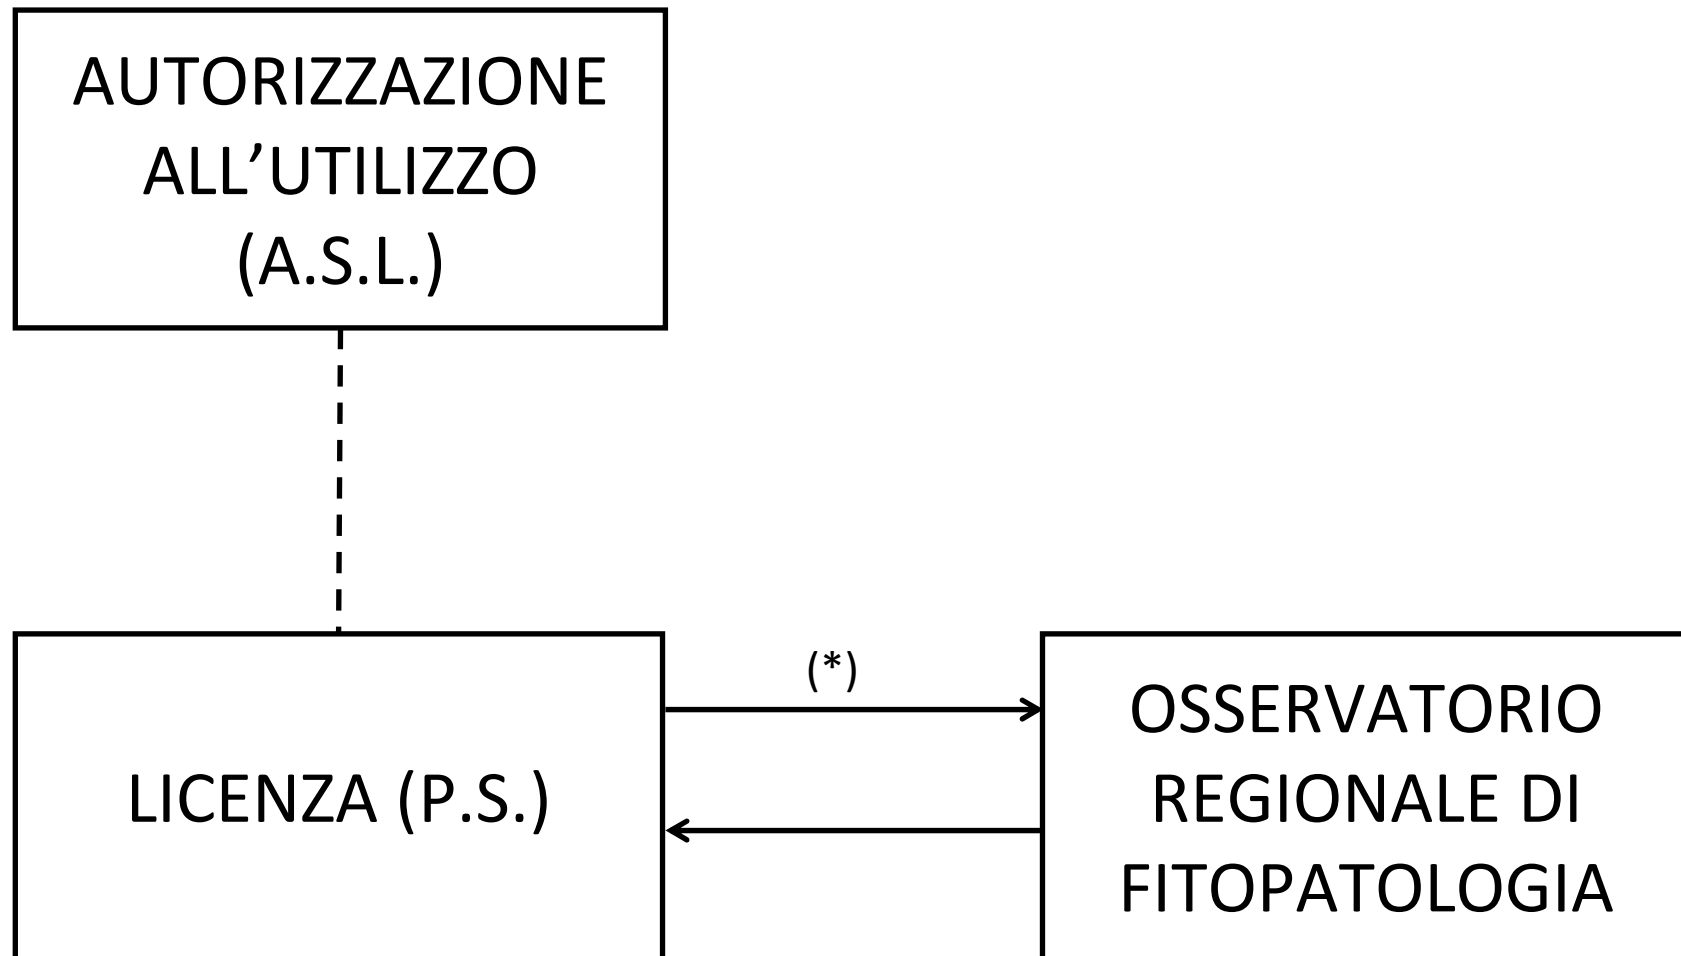 AUTORIZZAZIONE
ALL’UTILIZZO
(A.S.L.)
(*)
LICENZA (P.S.)
OSSERVATORIO
REGIONALE DI
FITOPATOLOGIA